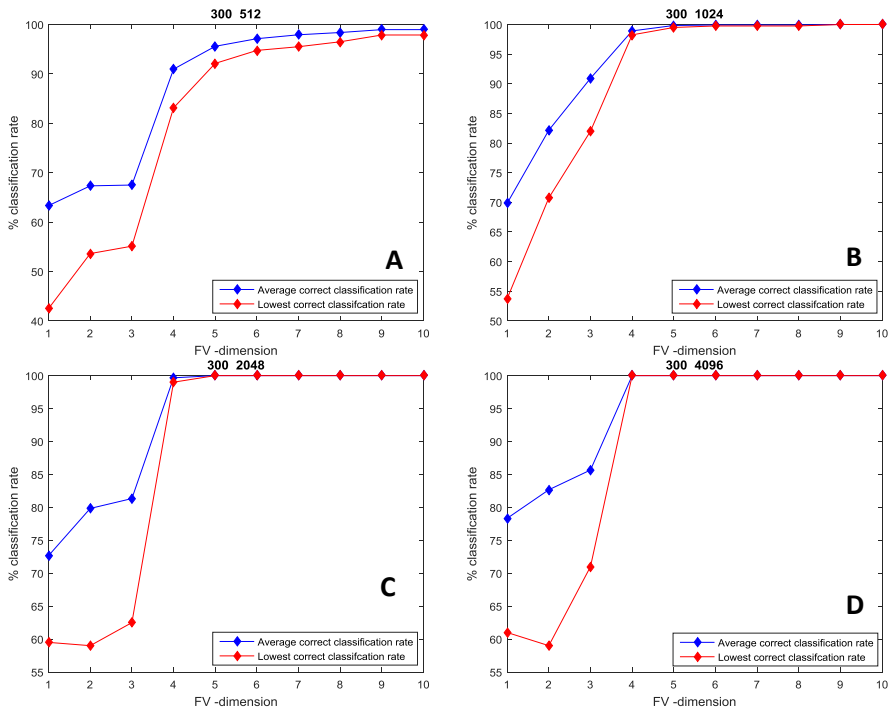 300 512
100
90
80
70
60
50
40
% classification rate
A
Average correct classification rate
Lowest correct classifcation rate
1 2 3 4 5 6 7 8 9 10
FV -dimension
300 1024
100
95
90
85
80
75
70
65
60
55
50
% classification rate
B
Average correct classification rate
Lowest correct classifcation rate
1 2 3 4 5 6 7 8 9 10
FV -dimension
300 2048
100
95
90
85
80
75
70
65
60
55
% classification rate
C
Average correct classification rate
Lowest correct classifcation rate
1 2 3 4 5 6 7 8 9 10
FV -dimension
300 4096
100
95
90
85
80
75
70
65
60
55
% classification rate
D
Average correct classification rate
Lowest correct classifcation rate
1 2 3 4 5 6 7 8 9 10
FV -dimension